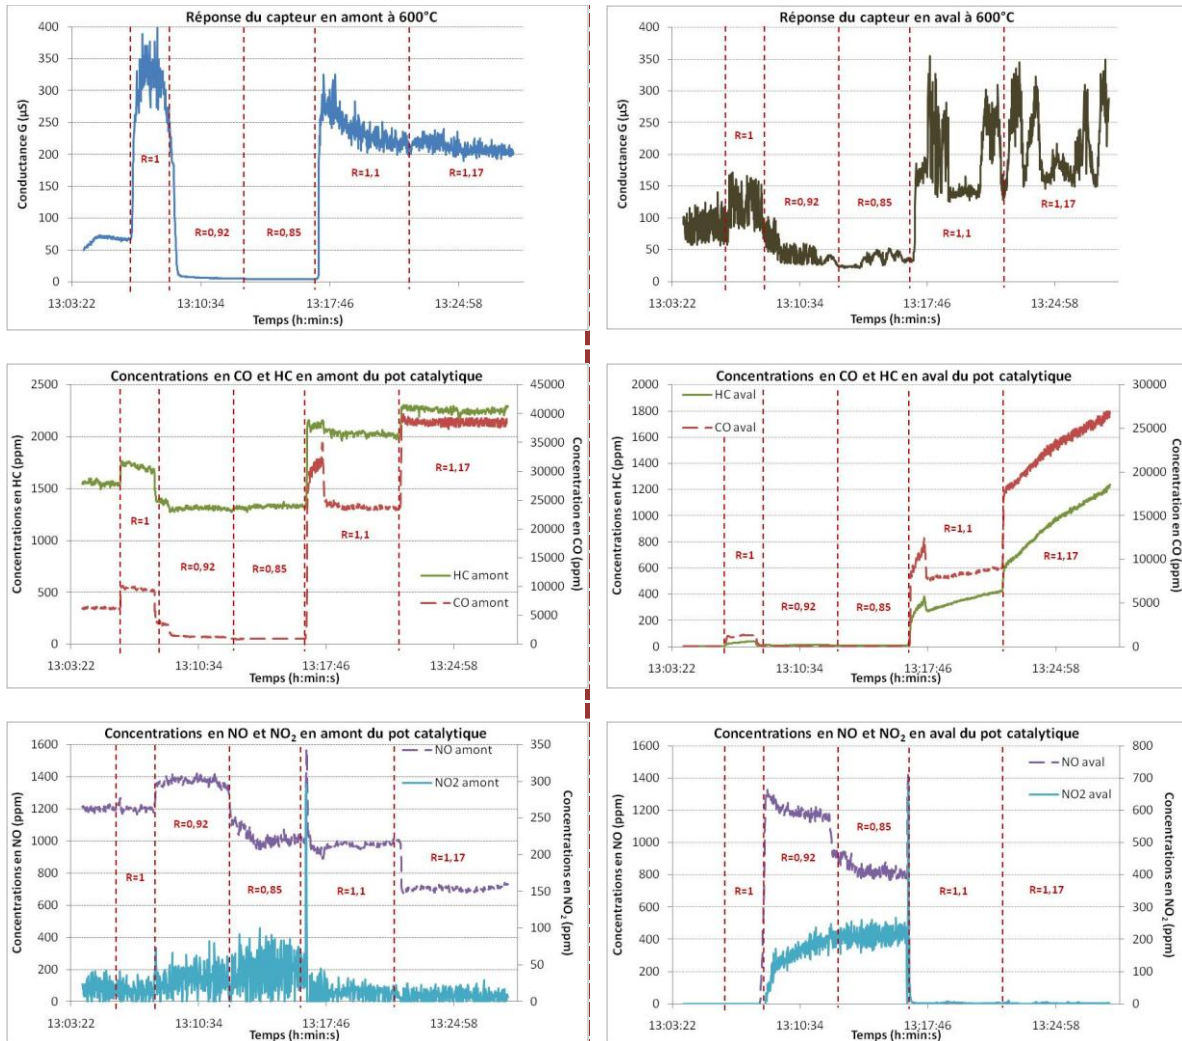 Réponse du capteur en amont à 600°C
Conductance G (µS)
400
350
300
250
200
150
100
50
0
R=1
R=0,92
R=0,85
R=1,1
R=1,17
13:03:22
13:10:34
13:17:46
13:24:58
Temps (h:min:s)
Réponse du capteur en aval à 600°C
Conductance G (µS)
400
350
300
250
200
150
100
50
0
R=1
R=0,92
R=0,85
R=1,1
R=1,17
13:03:22
13:10:34
13:17:46
13:24:58
Temps (h:min:s)
Concentrations en CO et HC en amont du pot catalytique
Concentrations en HC (ppm)
2500
2000
1500
1000
500
0
45000
40000
35000
30000
25000
20000
15000
10000
5000
0
Concentration en CO (ppm)
R=1
R=0,92
R=0,85
R=1,1
R=1,17
HC amont
CO amont
13:03:22
13:10:34
13:17:46
13:24:58
Temps (h:min:s)
Concentrations en CO et HC en aval du pot catalytique
Concentrations en HC (ppm)
2000
1800
1600
1400
1200
1000
800
600
400
200
0
30000
25000
20000
15000
10000
5000
0
Concentration en CO (ppm)
HC aval
CO aval
R=1
R=0,92
R=0,85
R=1,1
R=1,17
13:03:22
13:10:34
13:17:46
13:24:58
Temps (h:min:s)
Concentrations en NO et NO₂ en amont du pot catalytique
Concentrations en NO (ppm)
1600
1400
1200
1000
800
600
400
200
0
350
300
250
200
150
100
50
0
Concentrations en NO₂ (ppm)
NO amont
NO2 amont
R=1
R=0,92
R=0,85
R=1,1
R=1,17
13:03:22
13:10:34
13:17:46
13:24:58
Temps (h:min:s)
Concentrations en NO et NO₂ en aval du pot catalytique
Concentrations en NO (ppm)
1600
1400
1200
1000
800
600
400
200
0
800
700
600
500
400
300
200
100
0
Concentrations en NO₂ (ppm)
NO aval
NO2 aval
R=1
R=0,92
R=0,85
R=1,1
R=1,17
13:03:22
13:10:34
13:17:46
13:24:58
Temps (h:min:s)